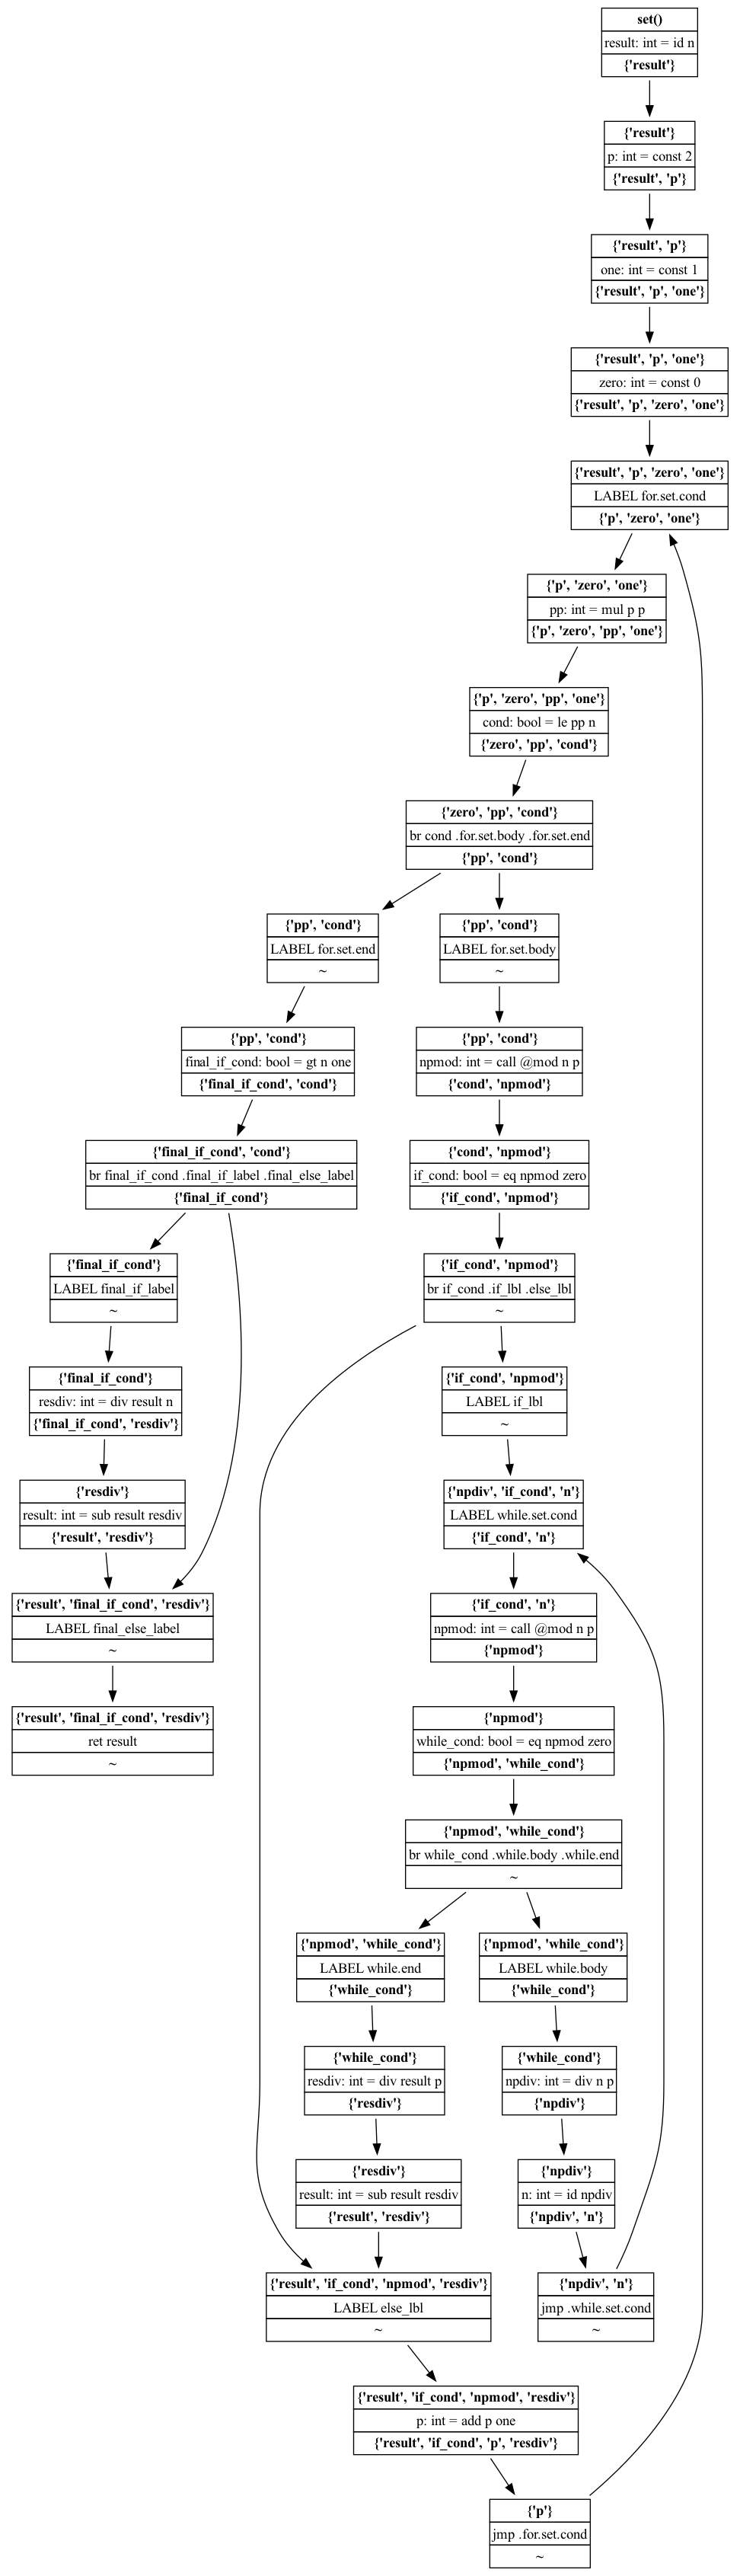 set()
result: int = id n
{'result'}
{'result'}
p: int = const 2
{'result', 'p'}
{'result', 'p'}
one: int = const 1
{'result', 'p', 'one'}
{'result', 'p', 'one'}
zero: int = const 0
{'result', 'p', 'zero', 'one'}
{'result', 'p', 'zero', 'one'}
LABEL for.set.cond
{'p', 'zero', 'one'}
{'p', 'zero', 'one'}
pp: int = mul p p
{'p', 'zero', 'pp', 'one'}
{'p', 'zero', 'pp', 'one'}
cond: bool = le pp n
{'zero', 'pp', 'cond'}
{'zero', 'pp', 'cond'}
br cond .for.set.body .for.set.end
{'pp', 'cond'}
{'pp', 'cond'}
LABEL for.set.end
~
{'pp', 'cond'}
LABEL for.set.body
~
{'pp', 'cond'}
final_if_cond: bool = gt n one
{'final_if_cond', 'cond'}
{'pp', 'cond'}
npmod: int = call @mod n p
{'cond', 'npmod'}
{'final_if_cond', 'cond'}
br final_if_cond .final_if_label .final_else_label
{'final_if_cond'}
{'cond', 'npmod'}
if_cond: bool = eq npmod zero
{'if_cond', 'npmod'}
{'final_if_cond'}
LABEL final_if_label
~
{'if_cond', 'npmod'}
br if_cond .if_lbl .else_lbl
~
{'final_if_cond'}
resdiv: int = div result n
{'final_if_cond', 'resdiv'}
{'if_cond', 'npmod'}
LABEL if_lbl
~
{'resdiv'}
result: int = sub result resdiv
{'result', 'resdiv'}
{'npdiv', 'if_cond', 'n'}
LABEL while.set.cond
{'if_cond', 'n'}
{'result', 'final_if_cond', 'resdiv'}
LABEL final_else_label
~
{'if_cond', 'n'}
npmod: int = call @mod n p
{'npmod'}
{'result', 'final_if_cond', 'resdiv'}
ret result
~
{'npmod'}
while_cond: bool = eq npmod zero
{'npmod', 'while_cond'}
{'npmod', 'while_cond'}
br while_cond .while.body .while.end
~
{'npmod', 'while_cond'}
LABEL while.end
{'while_cond'}
{'npmod', 'while_cond'}
LABEL while.body
{'while_cond'}
{'while_cond'}
resdiv: int = div result p
{'resdiv'}
{'while_cond'}
npdiv: int = div n p
{'npdiv'}
{'resdiv'}
result: int = sub result resdiv
{'result', 'resdiv'}
{'npdiv'}
n: int = id npdiv
{'npdiv', 'n'}
{'result', 'if_cond', 'npmod', 'resdiv'}
LABEL else_lbl
~
{'npdiv', 'n'}
jmp .while.set.cond
~
{'result', 'if_cond', 'npmod', 'resdiv'}
p: int = add p one
{'result', 'if_cond', 'p', 'resdiv'}
{'p'}
jmp .for.set.cond
~